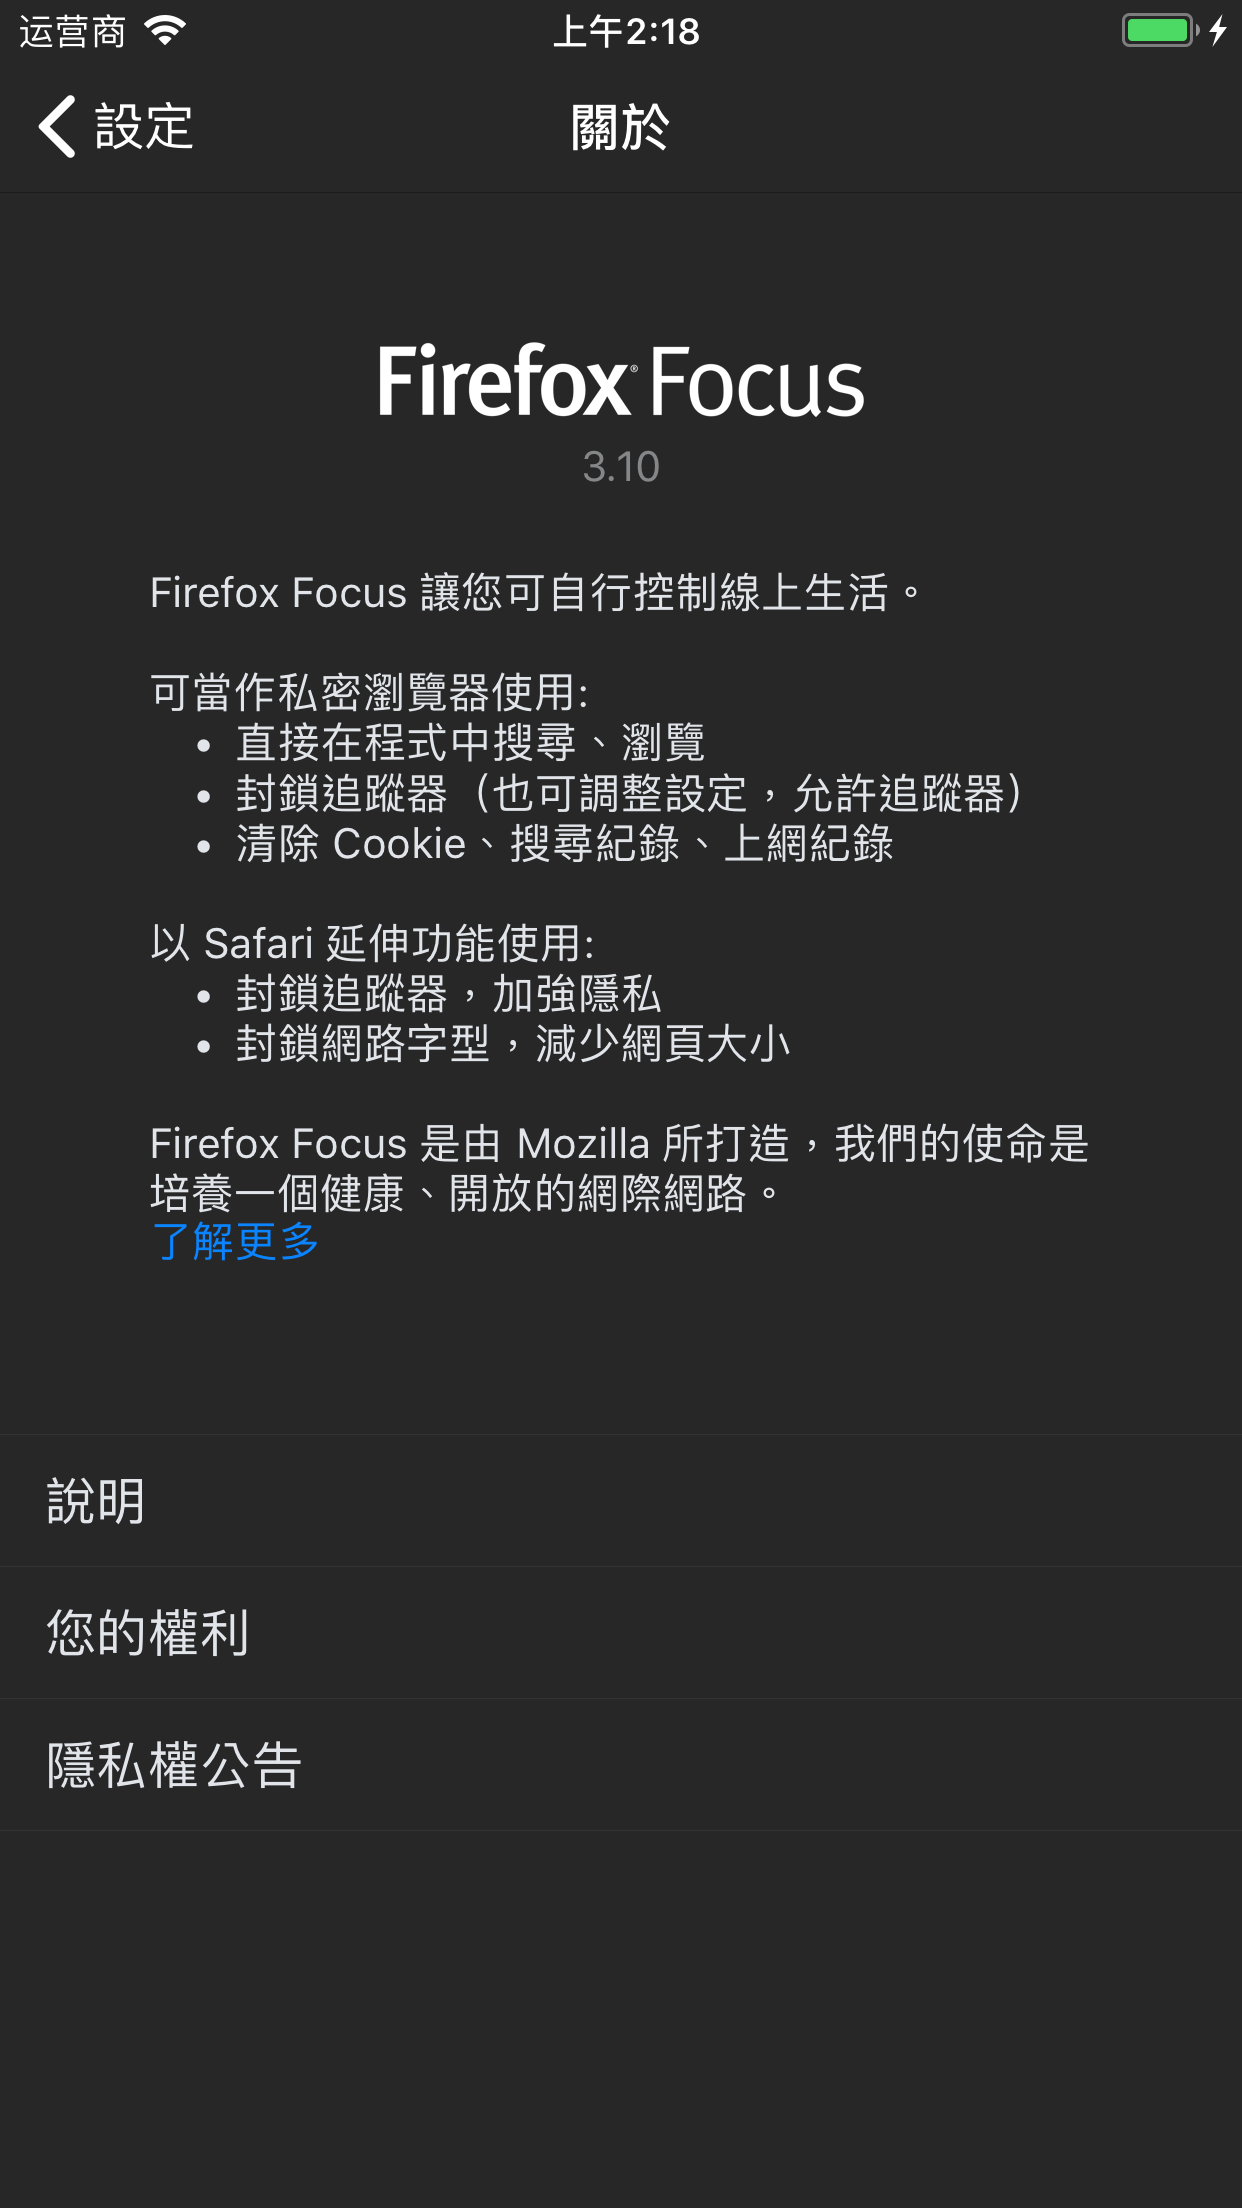 运营商
上午2:18
設定
關於
Firefox® Focus
3.10
Firefox Focus 讓您可自行控制線上生活。
可當作私密瀏覽器使用:
• 直接在程式中搜尋、瀏覽
• 封鎖追蹤器（也可調整設定，允許追蹤器）
• 清除 Cookie、搜尋紀錄、上網紀錄
以 Safari 延伸功能使用:
• 封鎖追蹤器，加強隱私
• 封鎖網路字型，減少網頁大小
Firefox Focus 是由 Mozilla 所打造，我們的使命是
培養一個健康、開放的網際網路。
了解更多
說明
您的權利
隱私權公告